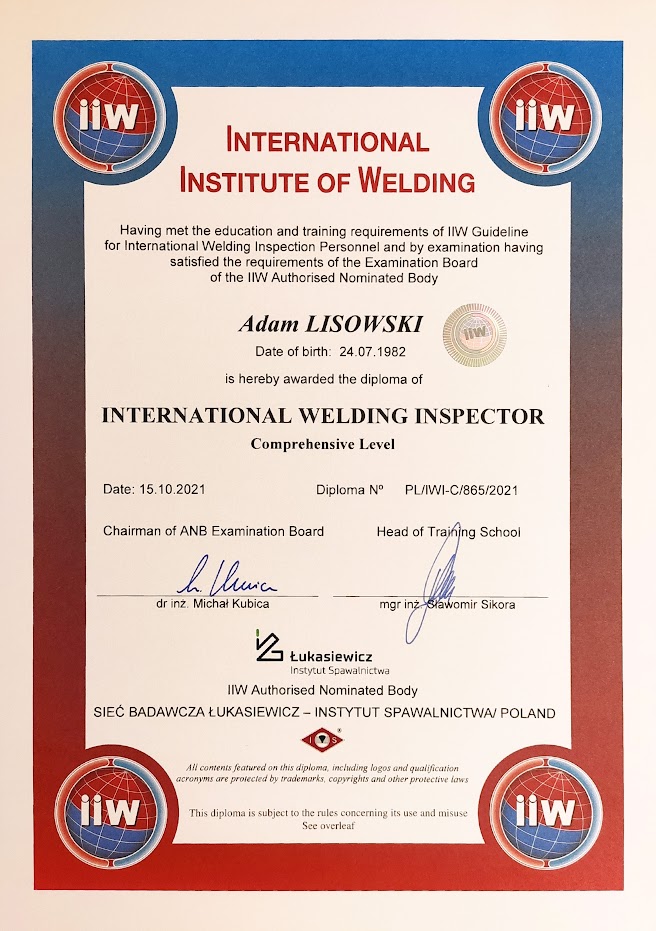 iiw
iiw
INTERNATIONAL
INSTITUTE OF WELDING
Having met the education and training requirements of IIW Guideline
for International Welding Inspection Personnel and by examination having
satisfied the requirements of the Examination Board
of the IIW Authorised Nominated Body
Adam LISOWSKI
iiw
Date of birth: 24.07.1982
is hereby awarded the diploma of
INTERNATIONAL WELDING INSPECTOR
Comprehensive Level
Date: 15.10.2021 Diploma Nº PL/IWI-C/865/2021
Chairman of ANB Examination Board Head of Training School
dr inż. Michał Kubica mgr inż. Sławomir Sikora
Łukasiewicz
Instytut Spawalnictwa
IIW Authorised Nominated Body
SIEĆ BADAWCZA ŁUKASIEWICZ – INSTYTUT SPAWALNICTWA/ POLAND
I S ®
All contents featured on this diploma, including logos and qualification
acronyms are protected by trademarks, copyrights and other protective laws
This diploma is subject to the rules concerning its use and misuse
See overleaf
iiw
iiw